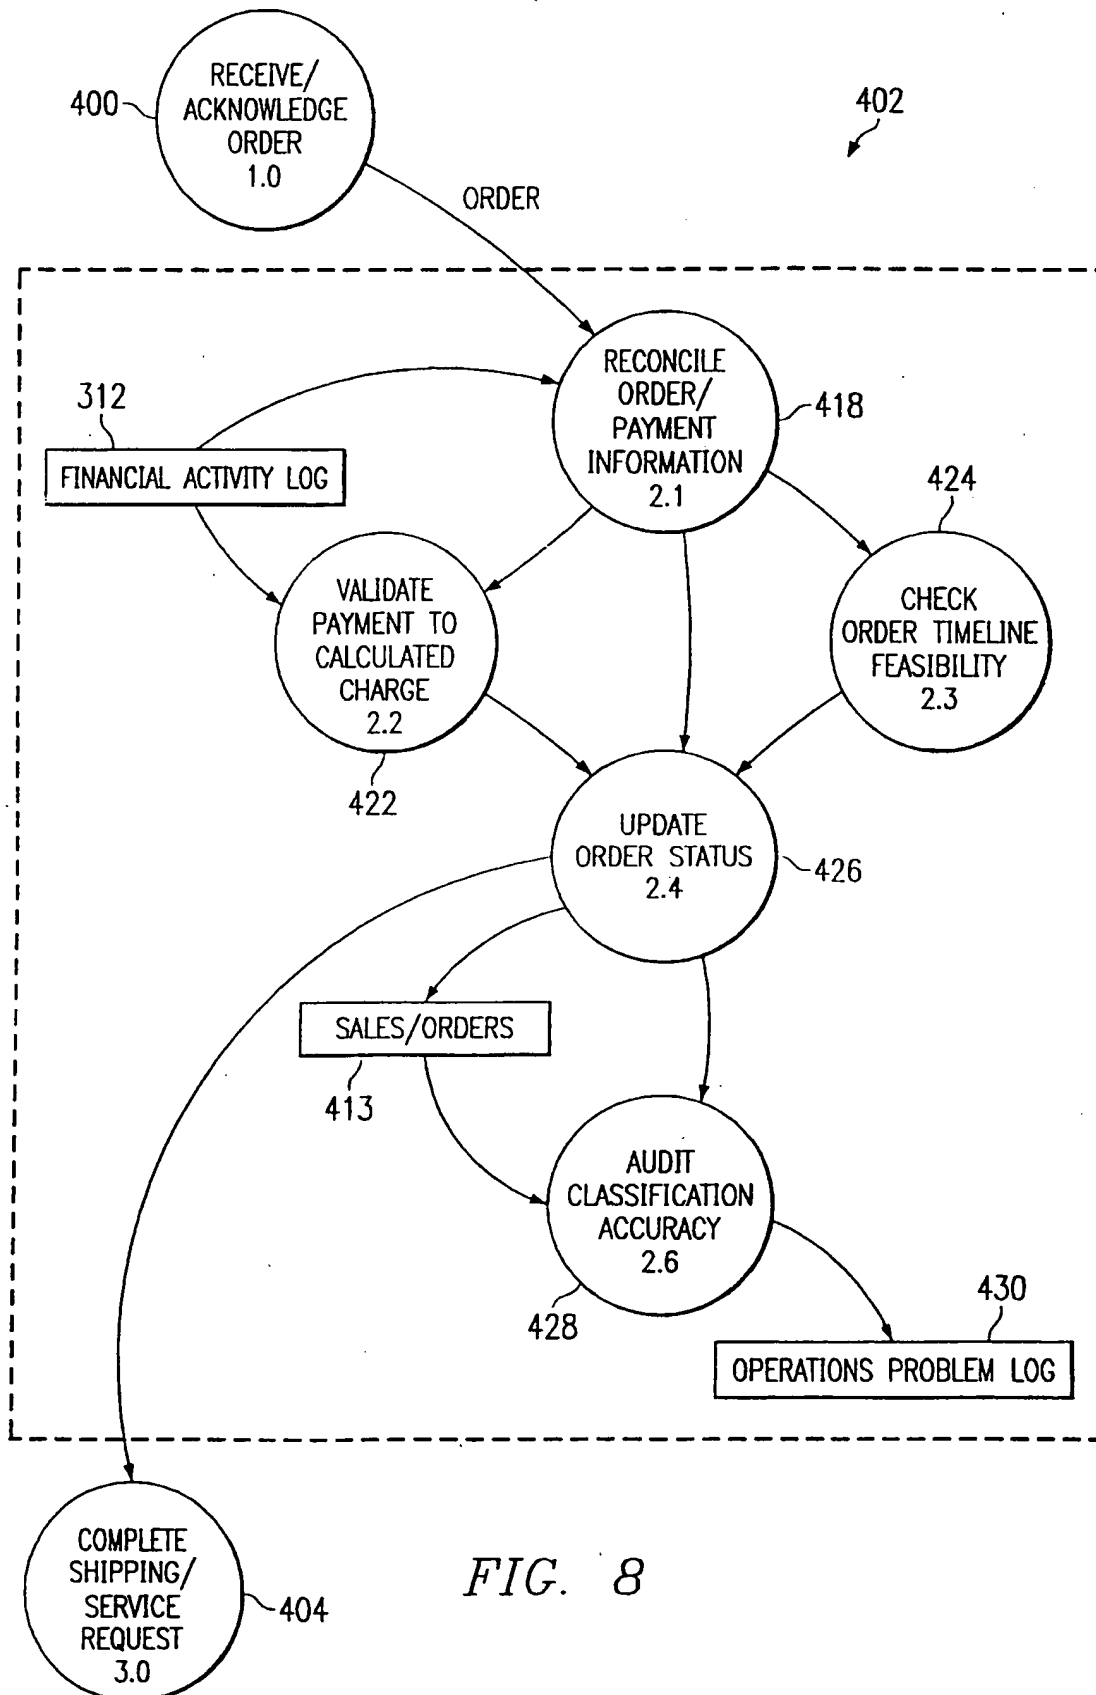 400
RECEIVE/
ACKNOWLEDGE
ORDER
1.0
402
ORDER
RECONCILE
ORDER/
PAYMENT
INFORMATION
2.1
418
312
FINANCIAL ACTIVITY LOG
424
CHECK
ORDER TIMELINE
FEASIBILITY
2.3
VALIDATE
PAYMENT TO
CALCULATED
CHARGE
2.2
422
UPDATE
ORDER STATUS
2.4
426
SALES/ORDERS
413
AUDIT
CLASSIFICATION
ACCURACY
2.6
428
430
OPERATIONS PROBLEM LOG
COMPLETE
SHIPPING/
SERVICE
REQUEST
3.0
404
FIG. 8